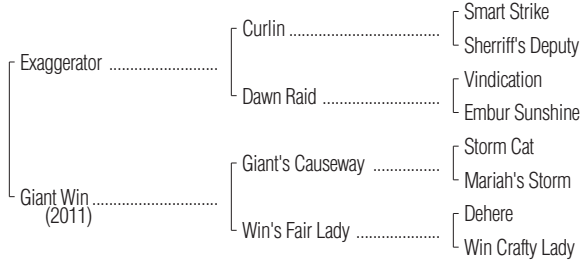 Smart Strike
Curlin
Sherriff's Deputy
Exaggerator
Vindication
Dawn Raid
Embur Sunshine
Storm Cat
Giant's Causeway
Mariah's Storm
Giant Win
(2011)
Dehere
Win's Fair Lady
Win Crafty Lady